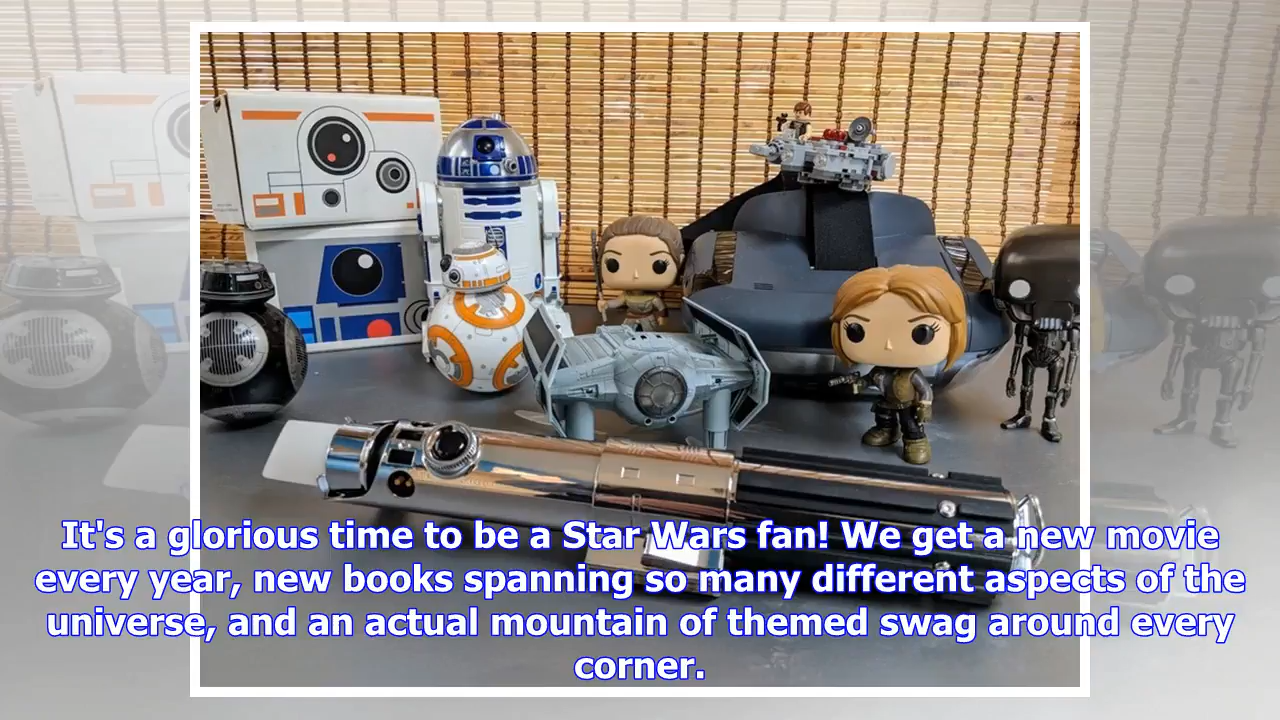 It's a glorious time to be a Star Wars fan! We get a new movie
every year, new books spanning so many different aspects of the
universe, and an actual mountain of themed swag around every
corner.